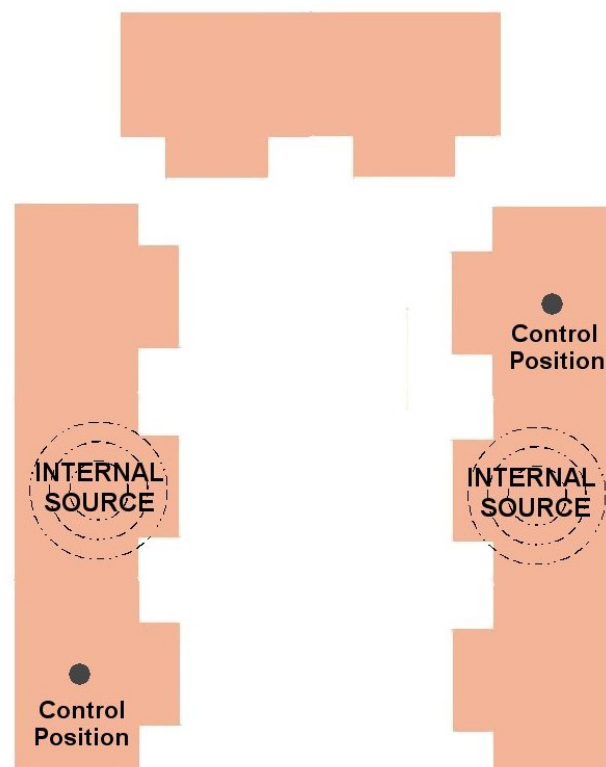 Control
Position
INTERNAL
SOURCE
INTERNAL
SOURCE
Control
Position